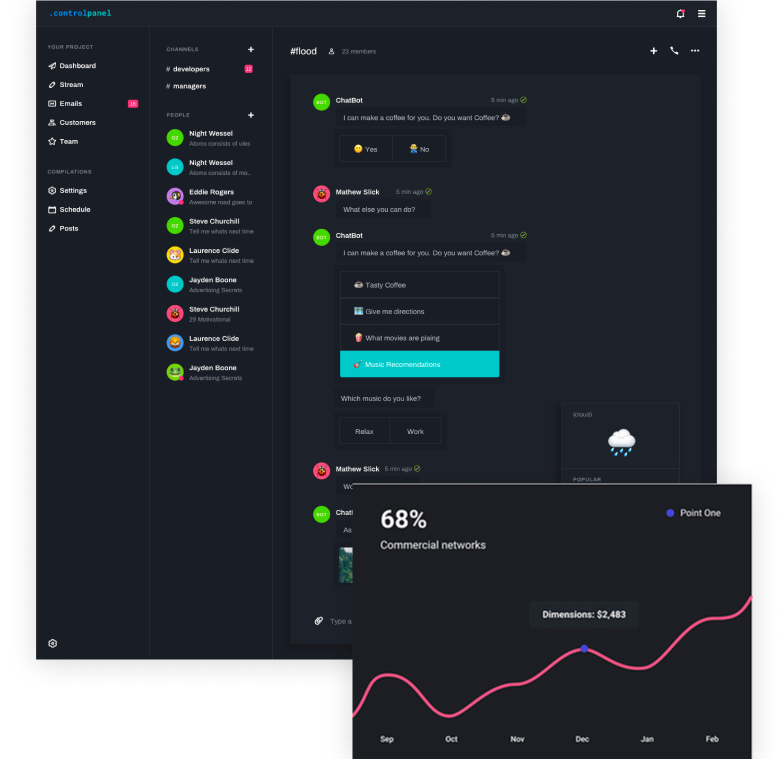 .controlpanel
YOUR PROJECT
Dashboard
Stream
Emails
Customers
Team
COMPILATIONS
Settings
Schedule
Posts
CHANNELS
# developers
# managers
PEOPLE
OZ
Night Wessel
Atoms consists of ules
LG
Night Wessel
Atoms consists of mo..
Eddie Rogers
Awesome road goes to
OZ
Steve Churchill
Tell me whats next time
Laurence Clide
Tell me whats next time
OZ
Jayden Boone
Advertising Secrets
Steve Churchill
29 Motivational
Laurence Clide
Tell me whats next time
Jayden Boone
Advertising Secrets
#flood
23 members
BOT
ChatBot
5 min ago
I can make a coffee for you. Do you want Coffee?
Yes
No
Mathew Slick
5 min ago
What else you can do?
BOT
ChatBot
5 min ago
I can make a coffee for you. Do you want Coffee?
Tasty Coffee
Give me directions
What movies are plaing
Music Recomendations
Which music do you like?
Relax
Work
Mathew Slick
5 min ago
Wo
BOT
Chatl
As
Type a
(cloud)
POPULAR
68%
Commercial networks
Point One
Dimensions: $2,483
Sep
Oct
Nov
Dec
Jan
Feb